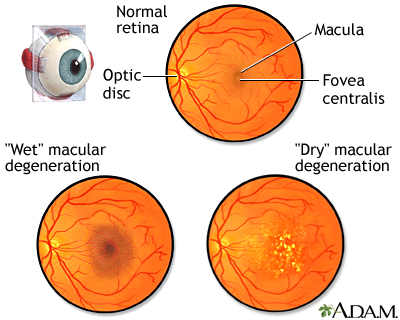 Normal
retina
Macula
Optic
disc
Fovea
centralis
"Wet" macular
degeneration
"Dry" macular
degeneration
A.D.A.M.